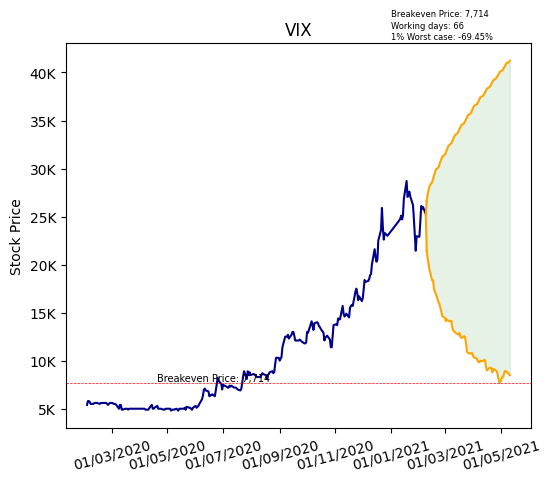 Breakeven Price: 7,714
Working days: 66
1% Worst case: -69.45%
VIX
Stock Price
40K
35K
30K
25K
20K
15K
10K
5K
Breakeven Price: 7,714
01/03/2020
01/05/2020
01/07/2020
01/09/2020
01/11/2020
01/01/2021
01/03/2021
01/05/2021